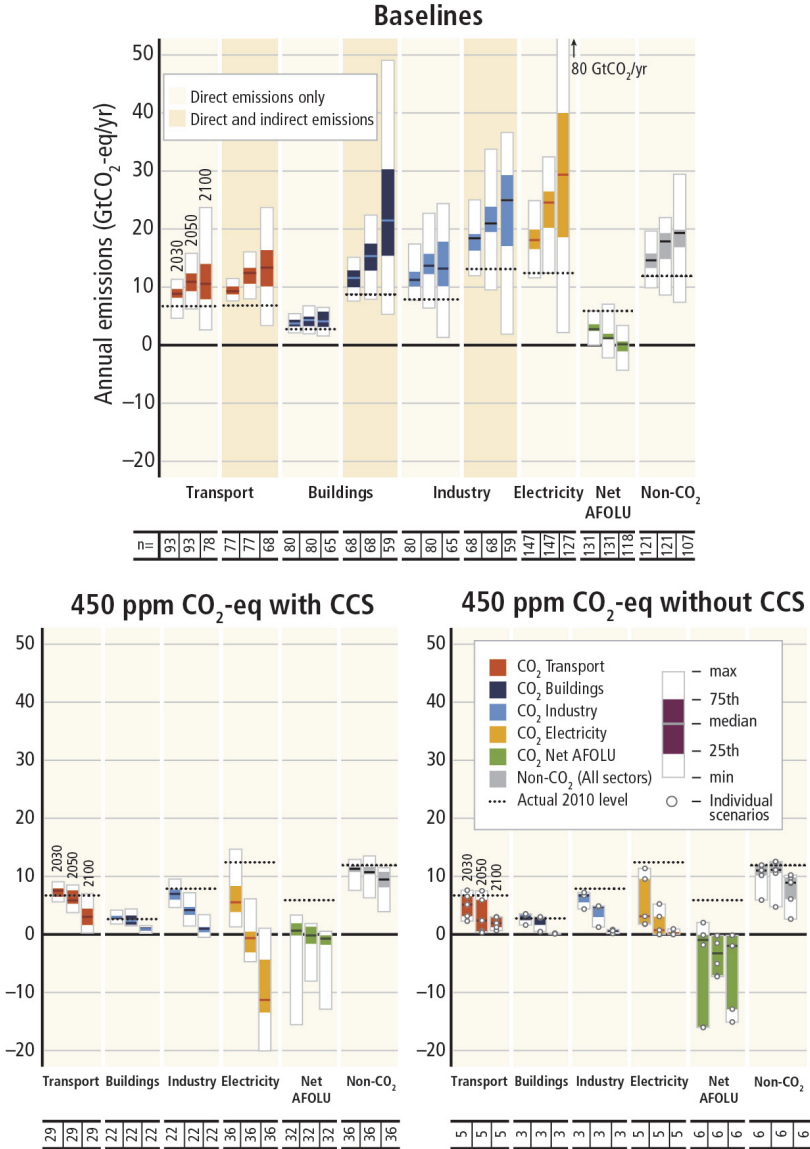 Baselines
Annual emissions (GtCO2-eq/yr)
50
40
30
20
10
0
−10
−20
80 GtCO2/yr
Direct emissions only
Direct and indirect emissions
2030
2050
2100
Transport
Buildings
Industry
Electricity
Net AFOLU
Non-CO2
n= 93 93 78 77 77 68 80 80 65 68 68 59 80 80 65 68 68 59 147 147 127 131 131 118 121 121 107
450 ppm CO2-eq with CCS
50
40
30
20
10
0
−10
−20
2030
2050
2100
Transport
Buildings
Industry
Electricity
Net AFOLU
Non-CO2
29 29 29 22 22 22 22 22 22 36 36 36 32 32 32 36 36 36
450 ppm CO2-eq without CCS
50
40
30
20
10
0
−10
−20
CO2 Transport
CO2 Buildings
CO2 Industry
CO2 Electricity
CO2 Net AFOLU
Non-CO2 (All sectors)
Actual 2010 level
max
75th
median
25th
min
Individual scenarios
2030
2050
2100
Transport
Buildings
Industry
Electricity
Net AFOLU
Non-CO2
5 5 5 3 3 3 3 3 3 5 5 5 6 6 6 6 6 6